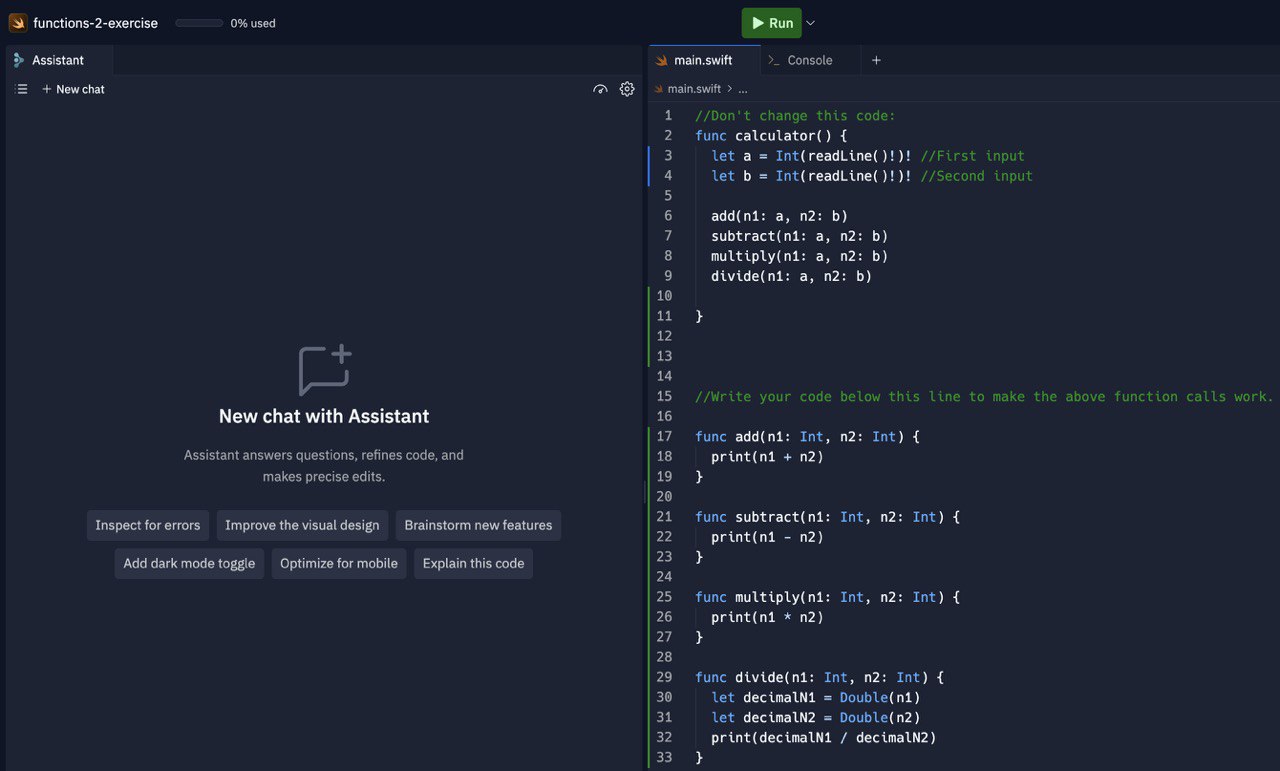 functions-2-exercise 0% used Run
Assistant
main.swift Console +
+ New chat
main.swift > ...
New chat with Assistant
Assistant answers questions, refines code, and
makes precise edits.
Inspect for errors Improve the visual design Brainstorm new features
Add dark mode toggle Optimize for mobile Explain this code
1 //Don't change this code:
2 func calculator() {
3   let a = Int(readLine()!)! //First input
4   let b = Int(readLine()!)! //Second input
5
6   add(n1: a, n2: b)
7   subtract(n1: a, n2: b)
8   multiply(n1: a, n2: b)
9   divide(n1: a, n2: b)
10
11 }
12
13
14
15 //Write your code below this line to make the above function calls work.
16
17 func add(n1: Int, n2: Int) {
18   print(n1 + n2)
19 }
20
21 func subtract(n1: Int, n2: Int) {
22   print(n1 - n2)
23 }
24
25 func multiply(n1: Int, n2: Int) {
26   print(n1 * n2)
27 }
28
29 func divide(n1: Int, n2: Int) {
30   let decimalN1 = Double(n1)
31   let decimalN2 = Double(n2)
32   print(decimalN1 / decimalN2)
33 }